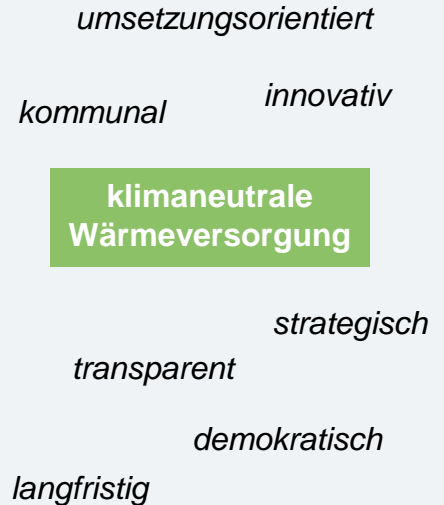 umsetzungsorientiert
innovativ
kommunal
klimaneutrale
Wärmeversorgung
strategisch
transparent
demokratisch
langfristig